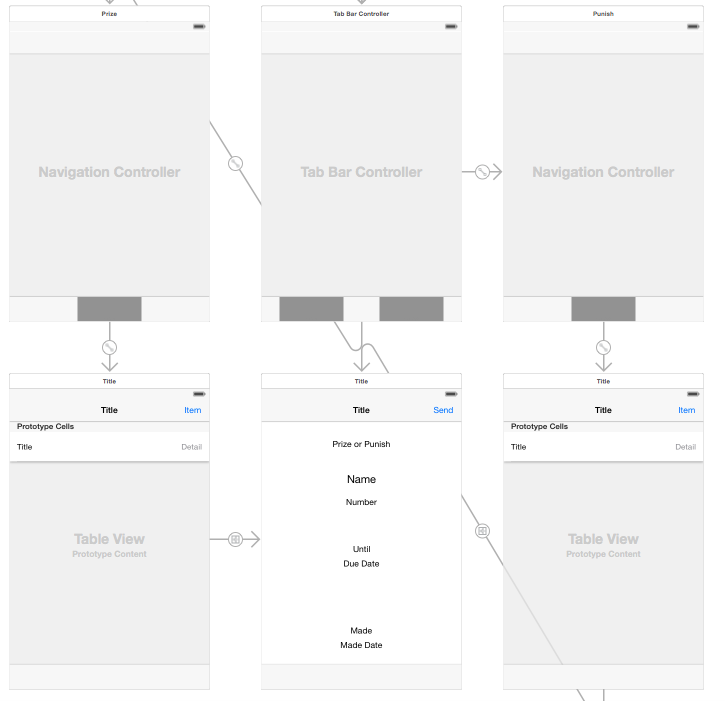 Prize
Navigation Controller
Tab Bar Controller
Tab Bar Controller
Punish
Navigation Controller
Title
Title Item
Prototype Cells
Title Detail
Table View
Prototype Content
Title
Title Send
Prize or Punish
Name
Number
Until
Due Date
Made
Made Date
Title
Title Item
Prototype Cells
Title Detail
Table View
Prototype Content